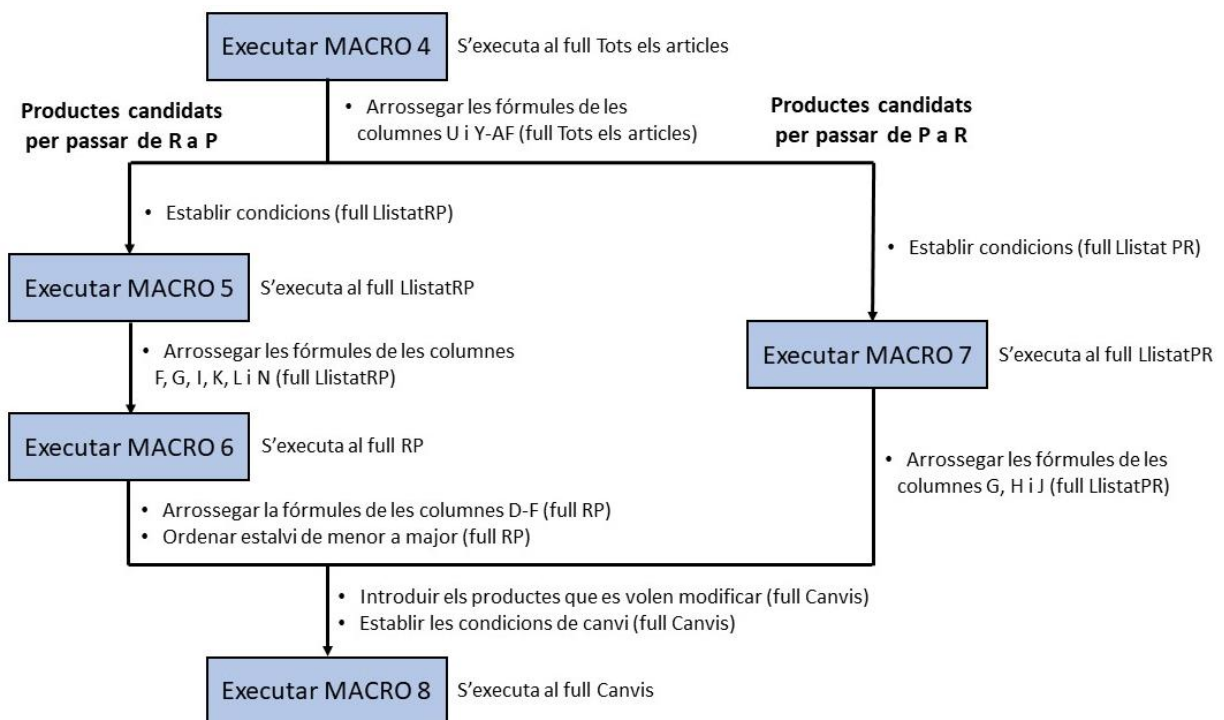 Executar MACRO 4
S'executa al full Tots els articles
Productes candidats
per passar de R a P
• Arrossegar les fórmules de les
columnes U i Y-AF (full Tots els articles)
Productes candidats
per passar de P a R
• Establir condicions (full LlistatRP)
• Establir condicions (full Llistat PR)
Executar MACRO 5
S'executa al full LlistatRP
• Arrossegar les fórmules de les columnes
F, G, I, K, L i N (full LlistatRP)
Executar MACRO 7
S'executa al full LlistatPR
Executar MACRO 6
S'executa al full RP
• Arrossegar les fórmules de les
columnes G, H i J (full LlistatPR)
• Arrossegar la fórmules de les columnes D-F (full RP)
• Ordenar estalvi de menor a major (full RP)
• Introduir els productes que es volen modificar (full Canvis)
• Establir les condicions de canvi (full Canvis)
Executar MACRO 8
S'executa al full Canvis